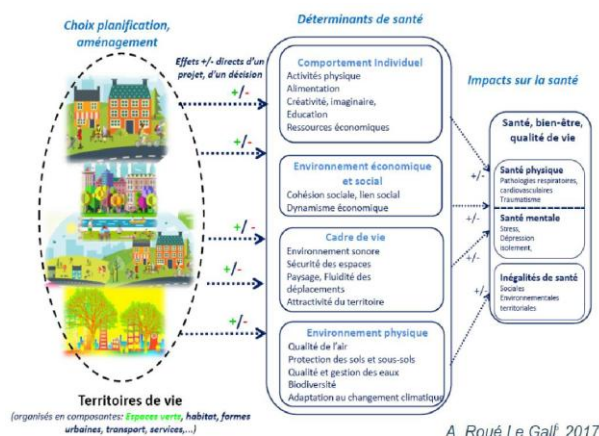 Choix planification,
aménagement
Effets +/- directs d'un
projet, d'un décision
+/-
+/-
+/-
+/-
+/-
Territoires de vie
(organisés en composantes: Espaces verts, habitat, formes
urbaines, transport, services,...)
Déterminants de santé
Comportement Individuel
Activités physique
Alimentation
Créativité, imaginaire,
Education
Ressources économiques
Environnement économique
et social
Cohésion sociale, lien social
Dynamisme économique
Cadre de vie
Environnement sonore
Sécurité des espaces
Paysage, Fluidité des
déplacements
Attractivité du territoire
Environnement physique
Qualité de l'air
Protection des sols et sous-sols
Qualité et gestion des eaux
Biodiversité
Adaptation au changement climatique
+/-
+/-
+/-
+/-
Impacts sur la santé
Santé, bien-être,
qualité de vie
Santé physique
Pathologies respiratoires,
cardiovasculaires
Traumatisme
Santé mentale
Stress,
Dépression
isolement,
Inégalités de santé
Sociales
Environnementales
territoriales
A. Roué Le Gall 2017